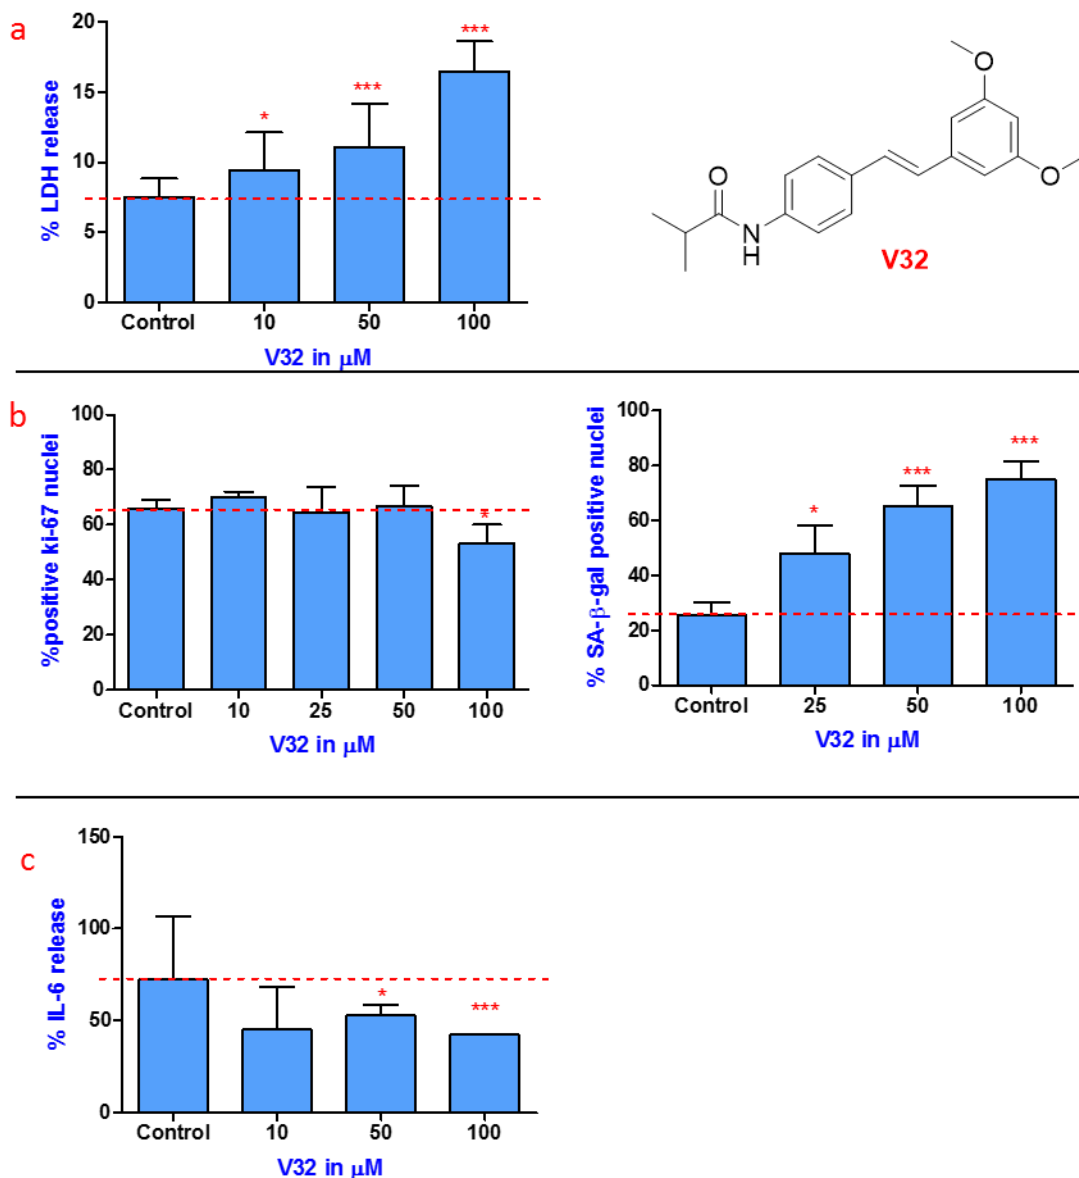 a
% LDH release
20
15
10
5
0
*
***
***
Control 10 50 100
V32 in μM
O
O
O
N
H
V32
b
%positive ki-67 nuclei
100
80
60
40
20
0
*
Control 10 25 50 100
V32 in μM
% SA-β-gal positive nuclei
100
80
60
40
20
0
*
***
***
Control 25 50 100
V32 in μM
c
% IL-6 release
150
100
50
0
*
***
Control 10 50 100
V32 in μM